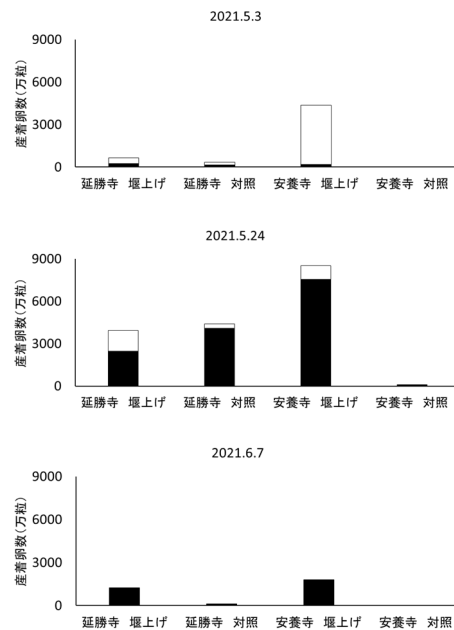 2021.5.3
9000
6000
3000
0
産着卵数(万粒)
延勝寺 堰上げ 延勝寺 対照 安養寺 堰上げ 安養寺 対照
2021.5.24
9000
6000
3000
0
産着卵数(万粒)
延勝寺 堰上げ 延勝寺 対照 安養寺 堰上げ 安養寺 対照
2021.6.7
9000
6000
3000
0
産着卵数(万粒)
延勝寺 堰上げ 延勝寺 対照 安養寺 堰上げ 安養寺 対照